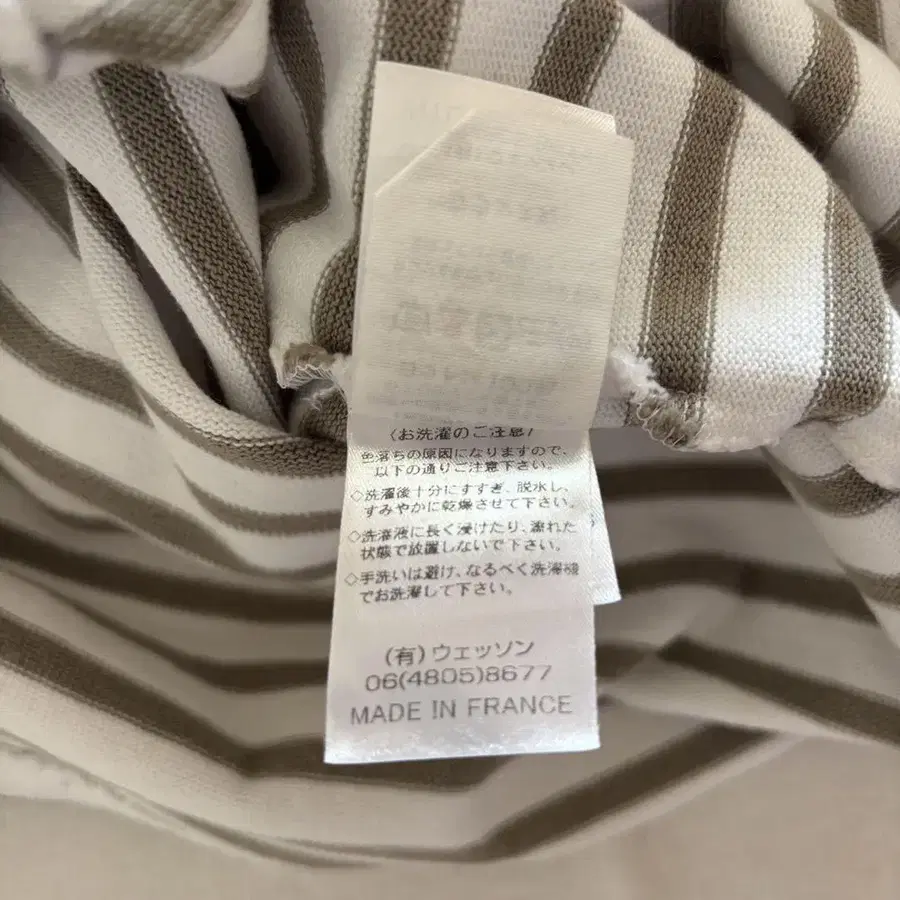 〈お洗濯のご注意〉
色落ちの原因になりますので、
以下の通りご注意下さい。
◇洗濯後十分にすすぎ、脱水し、
すみやかに乾燥させて下さい。
◇洗濯液に長く浸けたり、濡れた
状態で放置しないで下さい。
◇手洗いは避け、なるべく洗濯機
でお洗濯して下さい。
(有)ウェッソン
06(4805)8677
MADE IN FRANCE